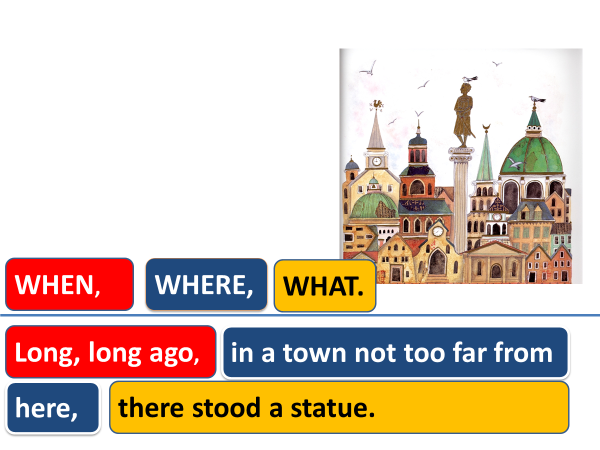 WHEN, WHERE, WHAT.
Long, long ago, in a town not too far from
here, there stood a statue.